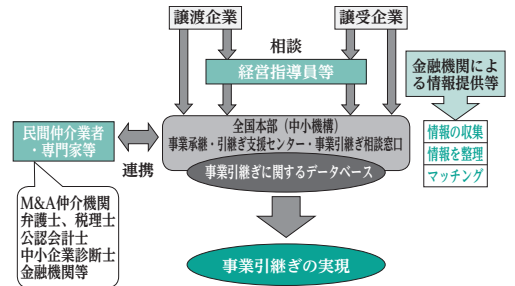 譲渡企業
譲受企業
相談
経営指導員等
金融機関によ
る情報提供等
全国本部（中小機構）
事業承継・引継ぎ支援センター・事業引継ぎ相談窓口
事業引継ぎに関するデータベース
民間仲介業者
・専門家等
連携
情報の収集
情報を整理
マッチング
M&A仲介機関
弁護士、税理士
公認会計士
中小企業診断士
金融機関等
事業引継ぎの実現